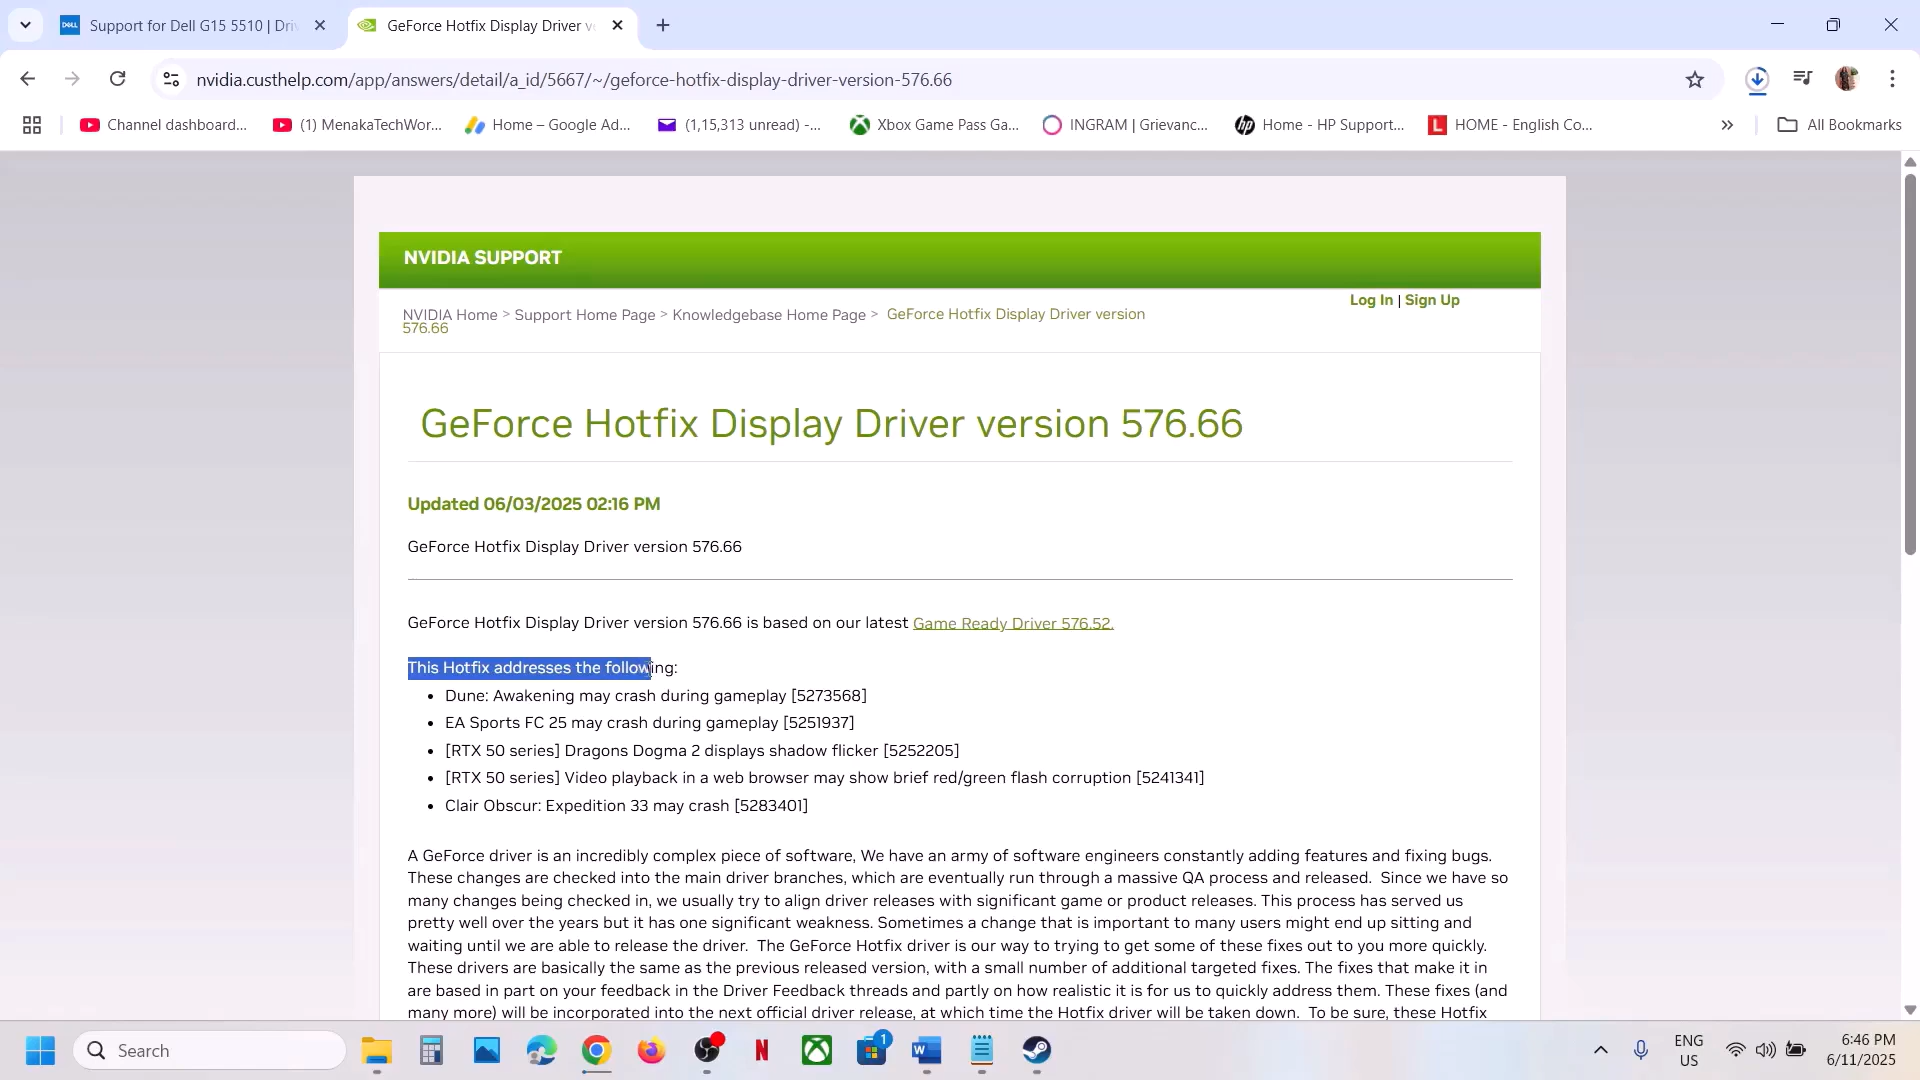 Support for Dell G15 5510 | Dri
GeForce Hotfix Display Driver v
nvidia.custhelp.com/app/answers/detail/a_id/5667/~/geforce-hotfix-display-driver-version-576.66
Channel dashboard...
(1) MenakaTechWor...
Home – Google Ad...
(1,15,313 unread) -...
Xbox Game Pass Ga...
INGRAM | Grievanc...
Home - HP Support...
HOME - English Co...
All Bookmarks
NVIDIA SUPPORT
Log In | Sign Up
NVIDIA Home > Support Home Page > Knowledgebase Home Page > GeForce Hotfix Display Driver version
576.66
GeForce Hotfix Display Driver version 576.66
Updated 06/03/2025 02:16 PM
GeForce Hotfix Display Driver version 576.66
GeForce Hotfix Display Driver version 576.66 is based on our latest Game Ready Driver 576.52.
This Hotfix addresses the following:
• Dune: Awakening may crash during gameplay [5273568]
• EA Sports FC 25 may crash during gameplay [5251937]
• [RTX 50 series] Dragons Dogma 2 displays shadow flicker [5252205]
• [RTX 50 series] Video playback in a web browser may show brief red/green flash corruption [5241341]
• Clair Obscur: Expedition 33 may crash [5283401]
A GeForce driver is an incredibly complex piece of software, We have an army of software engineers constantly adding features and fixing bugs.
These changes are checked into the main driver branches, which are eventually run through a massive QA process and released.  Since we have so
many changes being checked in, we usually try to align driver releases with significant game or product releases. This process has served us
pretty well over the years but it has one significant weakness. Sometimes a change that is important to many users might end up sitting and
waiting until we are able to release the driver.  The GeForce Hotfix driver is our way to trying to get some of these fixes out to you more quickly.
These drivers are basically the same as the previous released version, with a small number of additional targeted fixes. The fixes that make it in
are based in part on your feedback in the Driver Feedback threads and partly on how realistic it is for us to quickly address them. These fixes (and
many more) will be incorporated into the next official driver release, at which time the Hotfix driver will be taken down.  To be sure, these Hotfix
Search
1
ENG
US
6:46 PM
6/11/2025